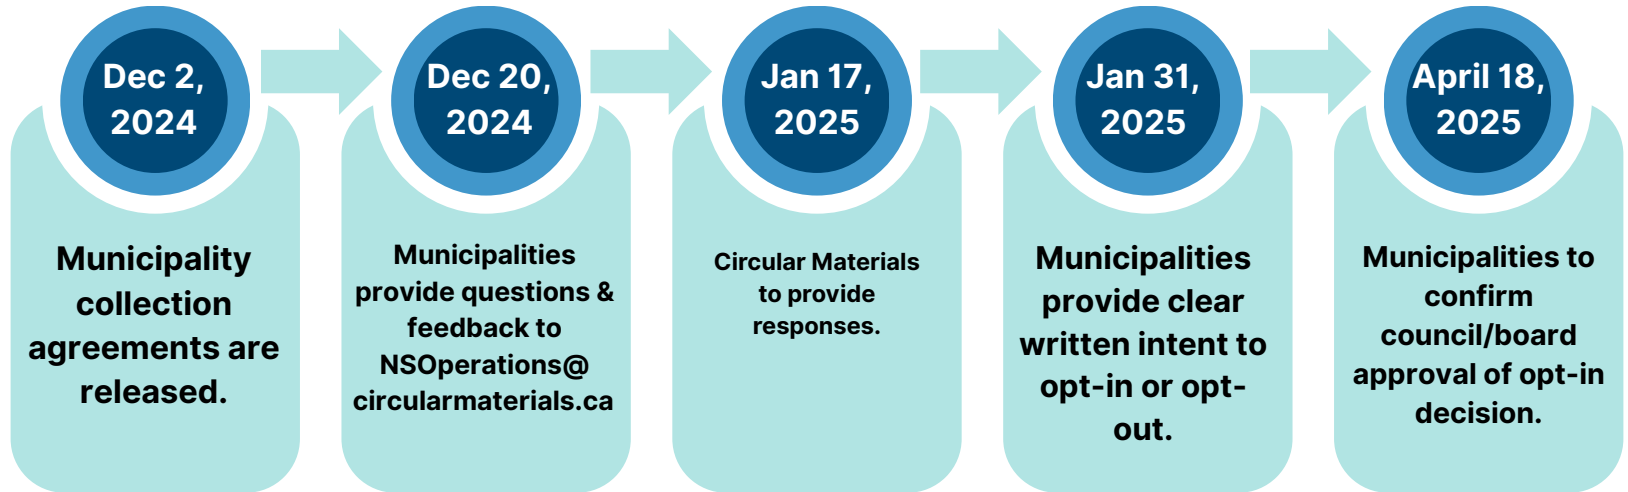 Dec 2,
2024
Municipality
collection
agreements are
released.
Dec 20,
2024
Municipalities
provide questions &
feedback to
NSOperations@
circularmaterials.ca
Jan 17,
2025
Circular Materials
to provide
responses.
Jan 31,
2025
Municipalities
provide clear
written intent to
opt-in or opt-
out.
April 18,
2025
Municipalities to
confirm
council/board
approval of opt-in
decision.